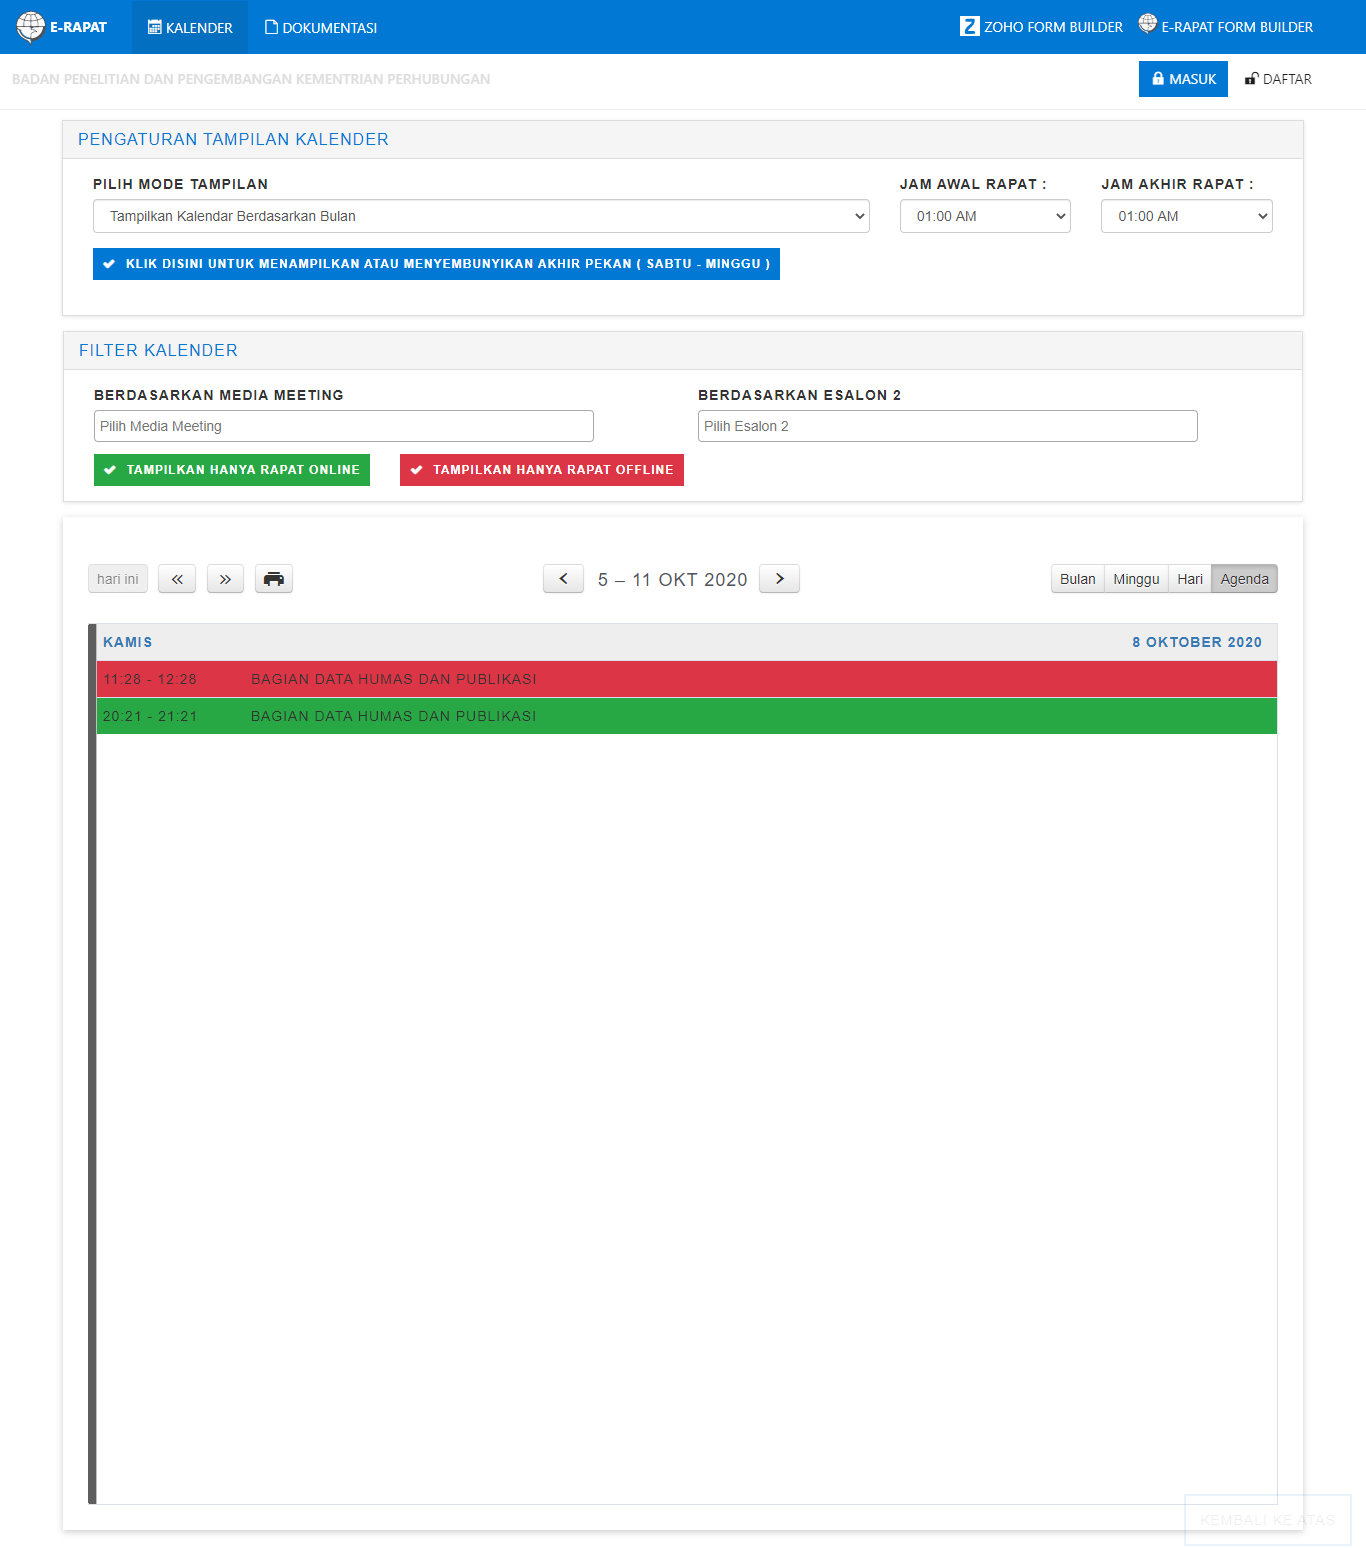 E-RAPAT KALENDER DOKUMENTASI Z ZOHO FORM BUILDER E-RAPAT FORM BUILDER
BADAN PENELITIAN DAN PENGEMBANGAN KEMENTRIAN PERHUBUNGAN MASUK DAFTAR
PENGATURAN TAMPILAN KALENDER
PILIH MODE TAMPILAN JAM AWAL RAPAT : JAM AKHIR RAPAT :
Tampilkan Kalendar Berdasarkan Bulan 01:00 AM 01:00 AM
KLIK DISINI UNTUK MENAMPILKAN ATAU MENYEMBUNYIKAN AKHIR PEKAN ( SABTU - MINGGU )
FILTER KALENDER
BERDASARKAN MEDIA MEETING BERDASARKAN ESALON 2
Pilih Media Meeting Pilih Esalon 2
TAMPILKAN HANYA RAPAT ONLINE TAMPILKAN HANYA RAPAT OFFLINE
hari ini « » < 5 – 11 OKT 2020 > Bulan Minggu Hari Agenda
KAMIS 8 OKTOBER 2020
11:28 - 12:28 BAGIAN DATA HUMAS DAN PUBLIKASI
20:21 - 21:21 BAGIAN DATA HUMAS DAN PUBLIKASI
KEMBALI KE ATAS